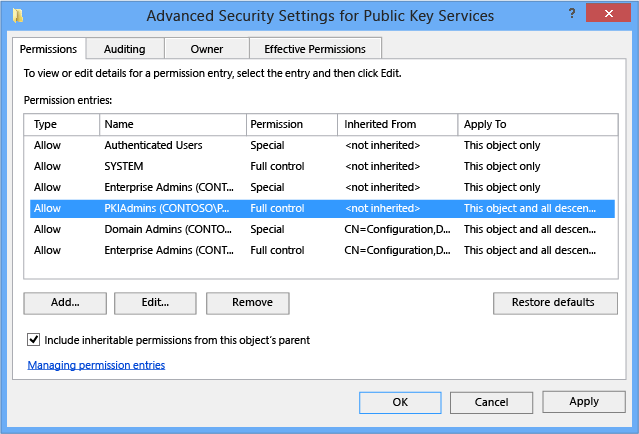 Advanced Security Settings for Public Key Services
Permissions Auditing Owner Effective Permissions
To view or edit details for a permission entry, select the entry and then click Edit.
Permission entries:
Type Name Permission Inherited From Apply To
Allow Authenticated Users Special <not inherited> This object only
Allow SYSTEM Full control <not inherited> This object only
Allow Enterprise Admins (CONT... Special <not inherited> This object only
Allow PKIAdmins (CONTOSO\P... Full control <not inherited> This object and all descen...
Allow Domain Admins (CONTO... Special CN=Configuration,D... This object and all descen...
Allow Enterprise Admins (CONT... Full control CN=Configuration,D... This object and all descen...
Add... Edit... Remove Restore defaults
Include inheritable permissions from this object's parent
Managing permission entries
OK Cancel Apply